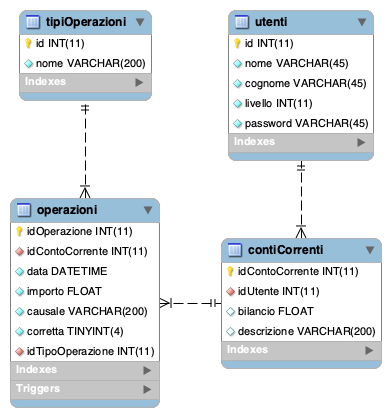 tipiOperazioni
id INT(11)
nome VARCHAR(200)
Indexes
utenti
id INT(11)
nome VARCHAR(45)
cognome VARCHAR(45)
livello INT(11)
password VARCHAR(45)
Indexes
operazioni
idOperazione INT(11)
idContoCorrente INT(11)
data DATETIME
importo FLOAT
causale VARCHAR(200)
corretta TINYINT(4)
idTipoOperazione INT(11)
Indexes
Triggers
contiCorrenti
idContoCorrente INT(11)
idUtente INT(11)
bilancio FLOAT
descrizione VARCHAR(200)
Indexes